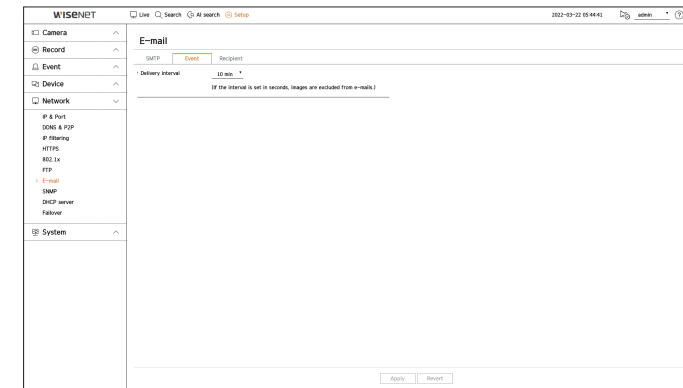 WISENET
Live Search AI search Setup 2022-03-22 05:44:41 admin
Camera
Record
Event
Device
Network
IP & Port
DDNS & P2P
IP filtering
HTTPS
802.1x
FTP
E-mail
SNMP
DHCP server
Failover
System
E-mail
SMTP Event Recipient
Delivery interval 10 min
(If the interval is set in seconds, images are excluded from e-mails.)
Apply Revert